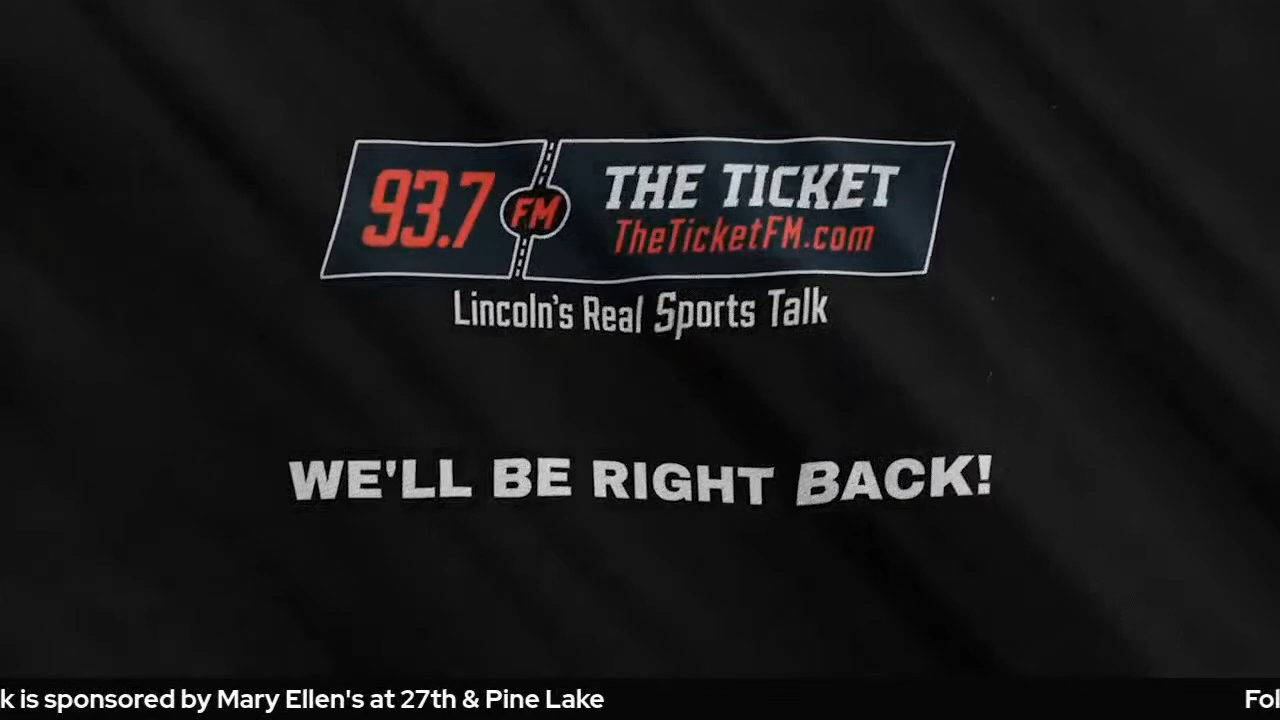 93.7 FM THE TICKET
TheTicketFM.com
Lincoln's Real Sports Talk
WE'LL BE RIGHT BACK!
k is sponsored by Mary Ellen's at 27th & Pine Lake
Fol